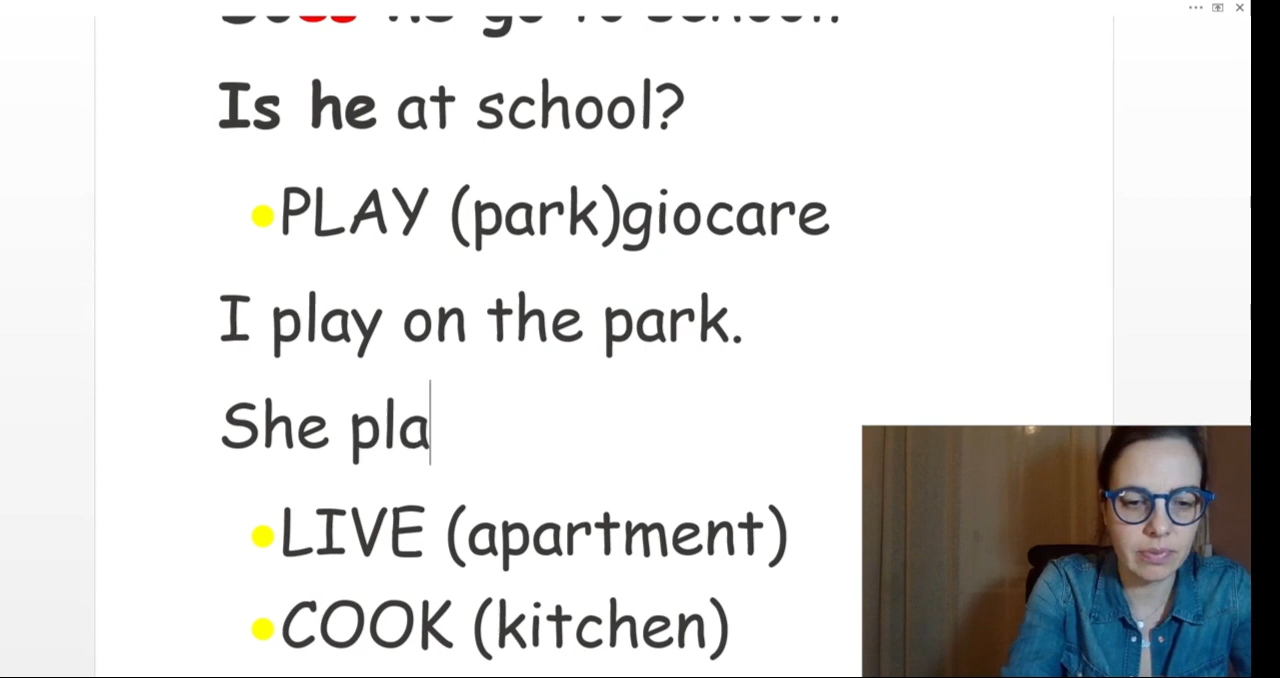 Is he at school?
PLAY (park)giocare
I play on the park.
She pla
LIVE (apartment)
COOK (kitchen)